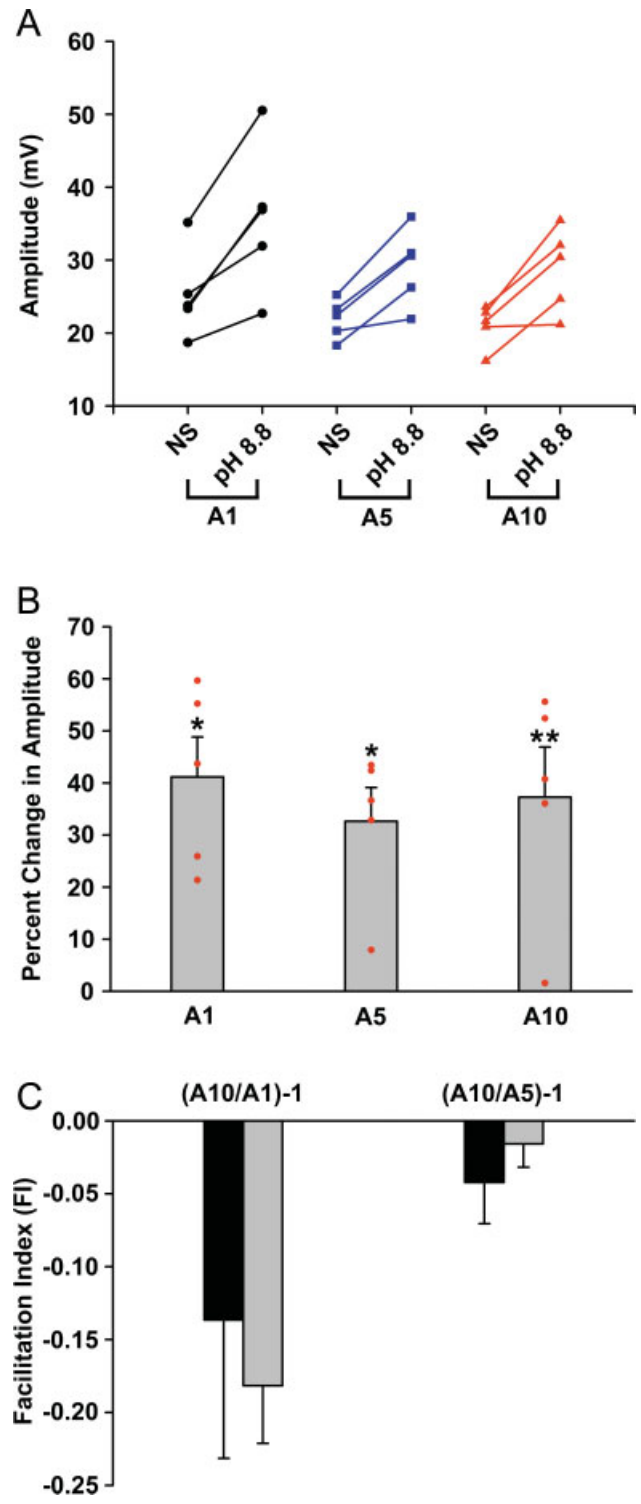 A
60
50
40
30
20
10
Amplitude (mV)
NS
pH 8.8
NS
pH 8.8
NS
pH 8.8
A1
A5
A10
B
70
60
50
40
30
20
10
0
Percent Change in Amplitude
*
*
**
A1
A5
A10
C
(A10/A1)-1
(A10/A5)-1
0.00
-0.05
-0.10
-0.15
-0.20
-0.25
Facilitation Index (FI)